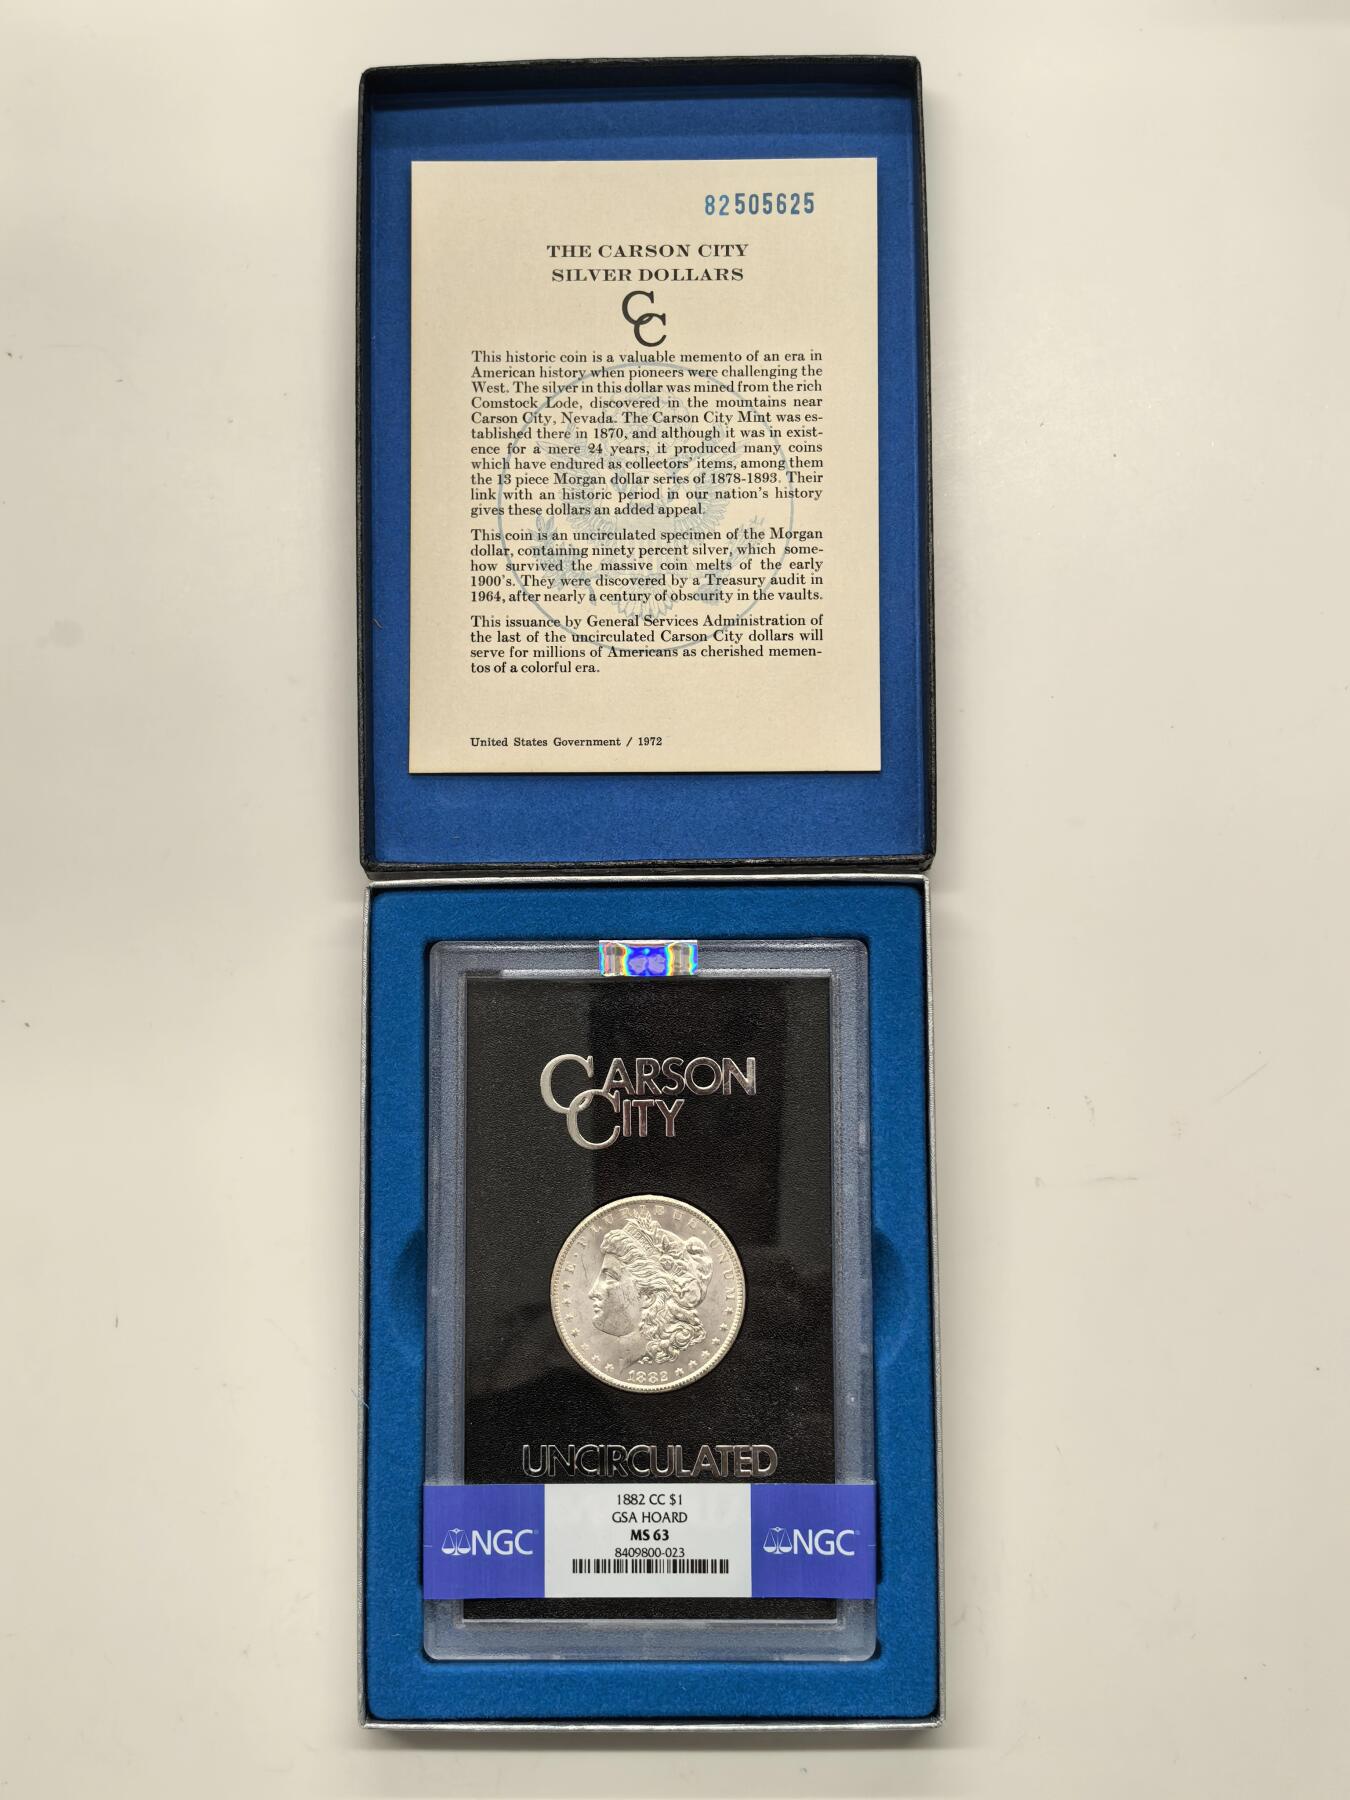 82505625
THE CARSON CITY
SILVER DOLLARS
CC
This historic coin is a valuable memento of an era in
American history when pioneers were challenging the
West. The silver in this dollar was mined from the rich
Comstock Lode, discovered in the mountains near
Carson City, Nevada. The Carson City Mint was es-
tablished there in 1870, and although it was in exist-
ence for a mere 24 years, it produced many coins
which have endured as collectors' items, among them
the 13 piece Morgan dollar series of 1878-1893. Their
link with an historic period in our nation's history
gives these dollars an added appeal.
This coin is an uncirculated specimen of the Morgan
dollar, containing ninety percent silver, which some-
how survived the massive coin melts of the early
1900's. They were discovered by a Treasury audit in
1964, after nearly a century of obscurity in the vaults.
This issuance by General Services Administration of
the last of the uncirculated Carson City dollars will
serve for millions of Americans as cherished memen-
tos of a colorful era.
United States Government / 1972
CARSON
CITY
E·PLURIBUS·UNUM
1882
UNCIRCULATED
NGC
1882 CC $1
GSA HOARD
MS 63
8409800-023
NGC